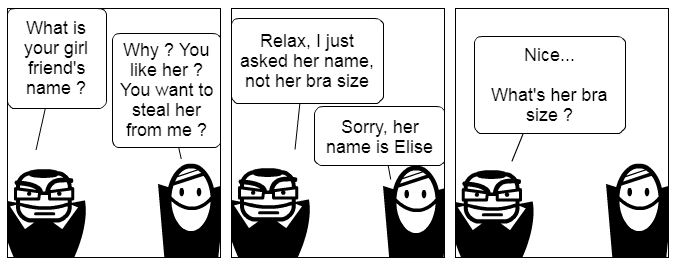 What is
your girl
friend's
name ?
Why ? You
like her ?
You want to
steal her
from me ?
Relax, I just
asked her name,
not her bra size
Sorry, her
name is Elise
Nice...
What's her bra
size ?